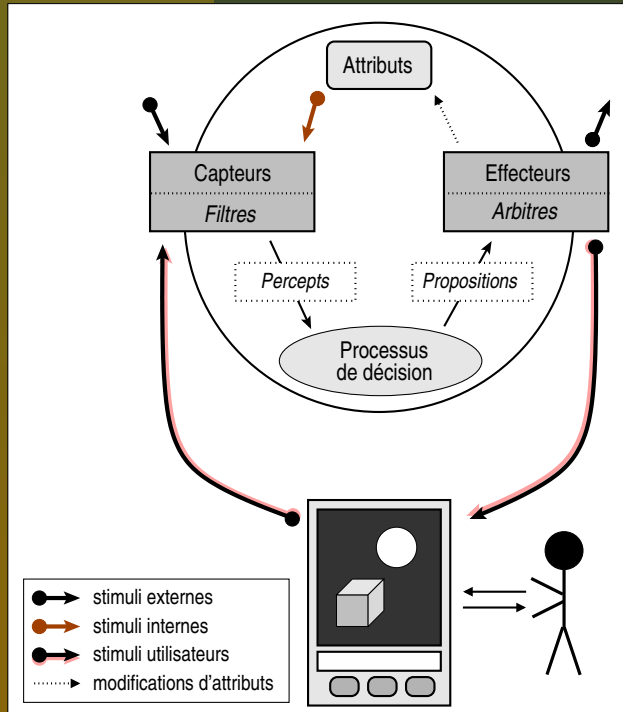 Attributs
Capteurs
Filtres
Effecteurs
Arbitres
Percepts
Propositions
Processus
de décision
stimuli externes
stimuli internes
stimuli utilisateurs
modifications d'attributs